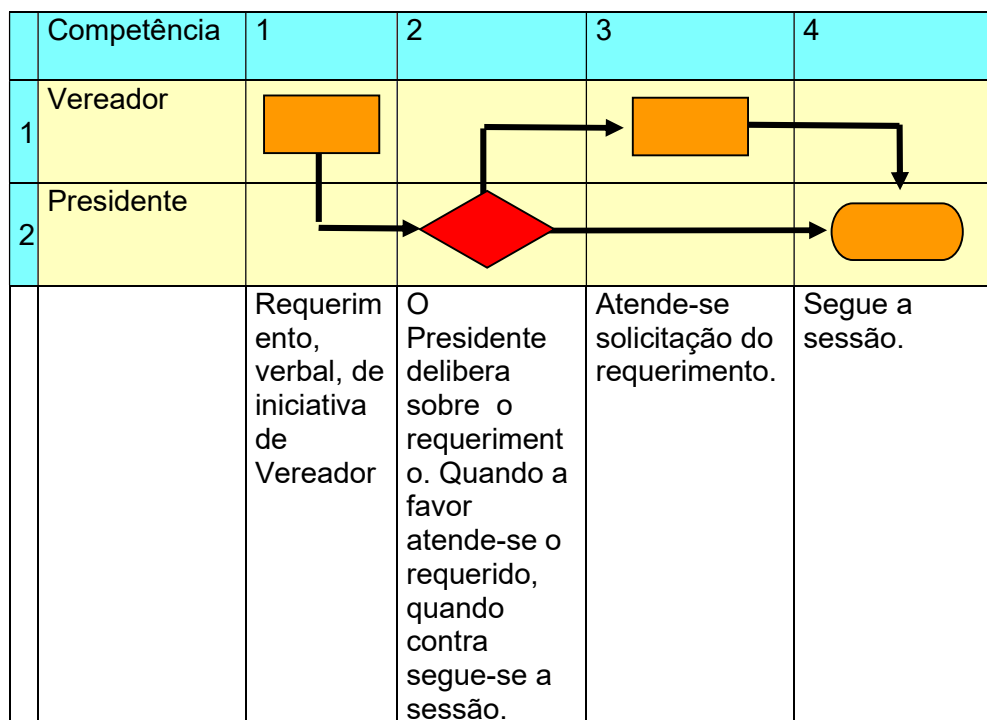 Competência 1 2 3 4
1 Vereador
2 Presidente
Requerim
ento,
verbal, de
iniciativa
de
Vereador
O
Presidente
delibera
sobre o
requeriment
o. Quando a
favor
atende-se o
requerido,
quando
contra
segue-se a
sessão.
Atende-se
solicitação do
requerimento.
Segue a
sessão.